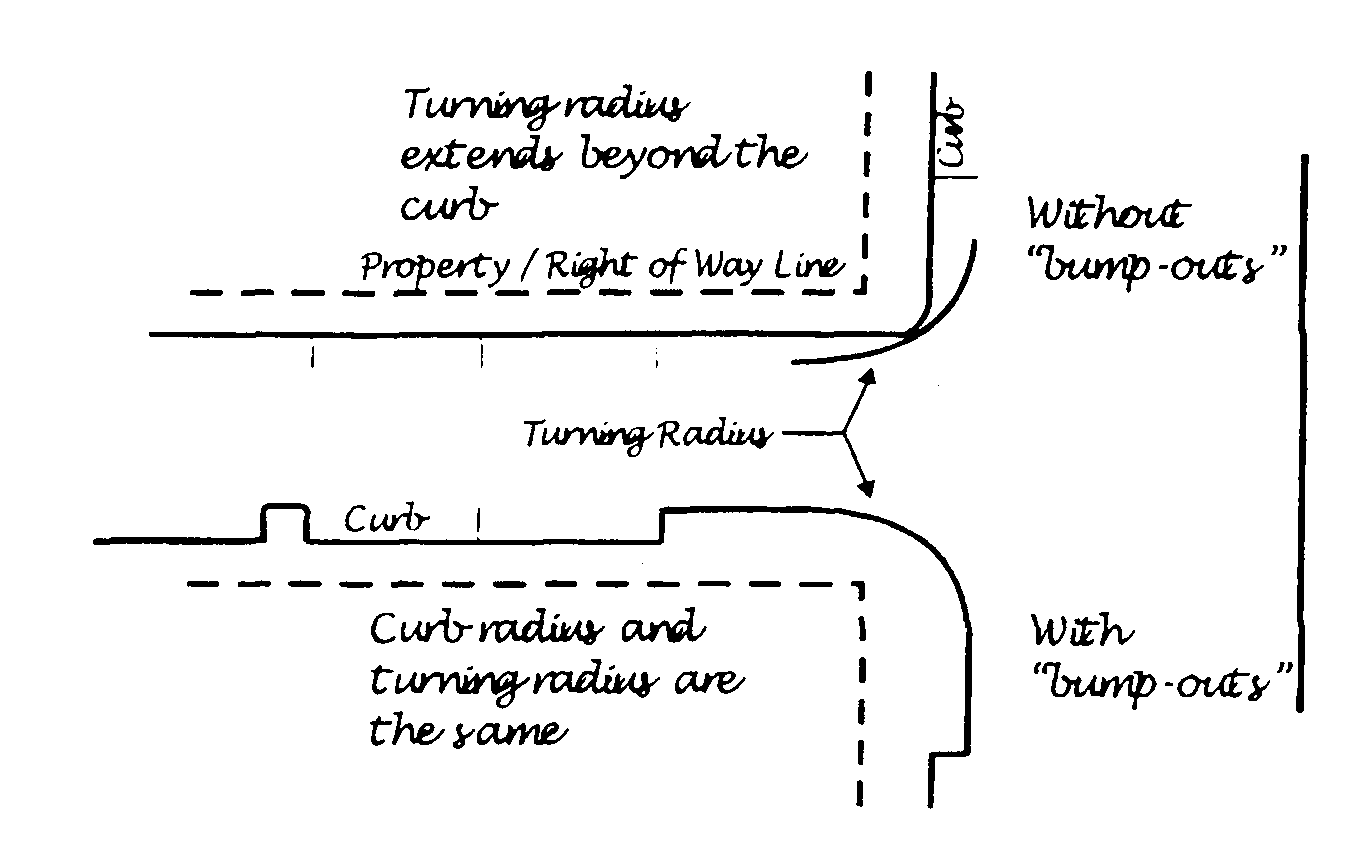 Turning radius
extends beyond the
curb
Curb
Property / Right of Way Line
Without
"bump-outs"
Turning Radius
Curb
Curb radius and
turning radius are
the same
With
"bump-outs"